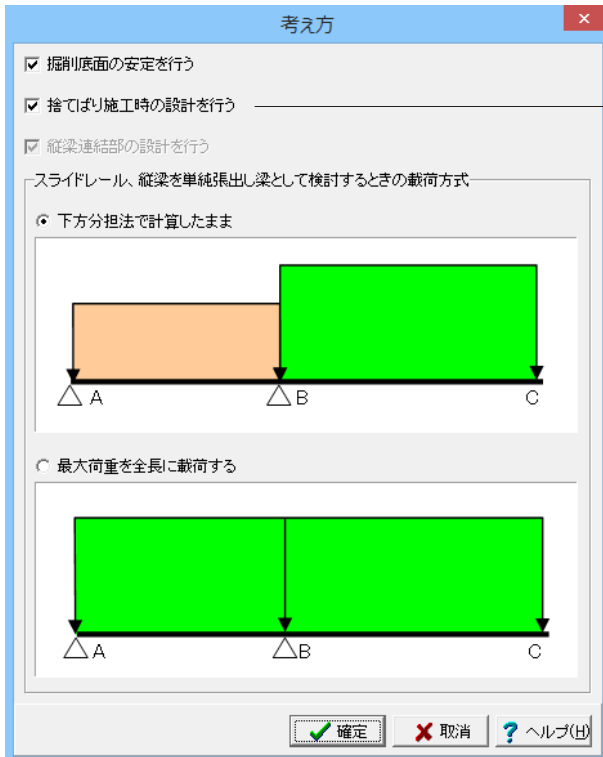 考え方
掘削底面の安定を行う
捨てばり施工時の設計を行う
縦梁連結部の設計を行う
スライドレール、縦梁を単純張出し梁として検討するときの載荷方式
下方分担法で計算したまま
A B C
最大荷重を全長に載荷する
A B C
確定 取消 ヘルプ(H)